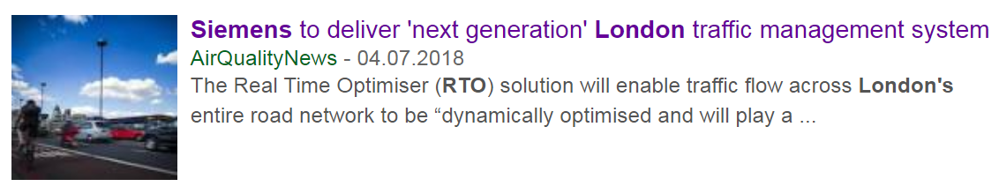 Siemens to deliver 'next generation' London traffic management system
AirQualityNews - 04.07.2018
The Real Time Optimiser (RTO) solution will enable traffic flow across London's
entire road network to be “dynamically optimised and will play a ...